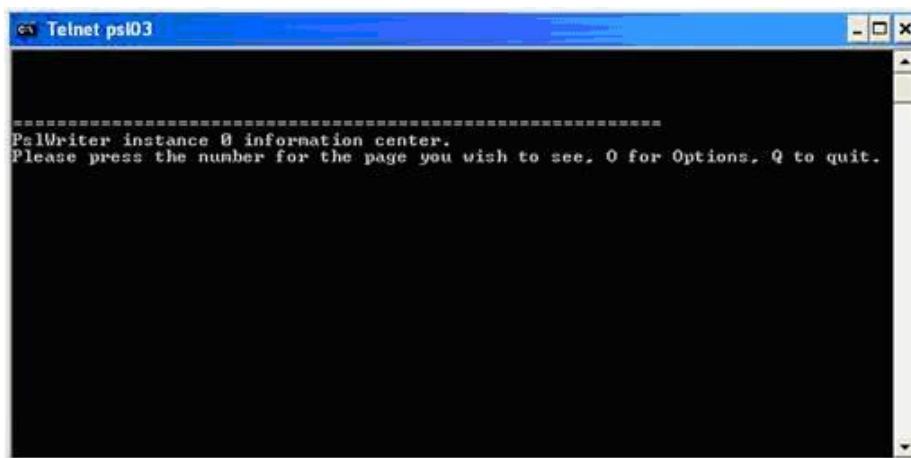 Telnet psl03
=============================================================
PslWriter instance 0 information center.
Please press the number for the page you wish to see, O for Options, Q to quit.